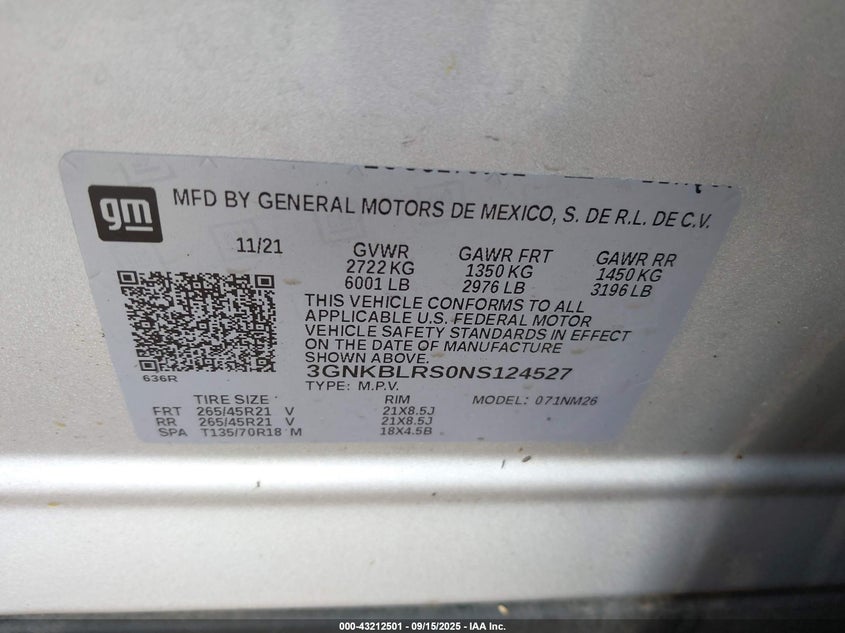 gm
MFD BY GENERAL MOTORS DE MEXICO, S. DE R.L. DE C.V.
11/21 GVWR GAWR FRT GAWR RR
2722 KG 1350 KG 1450 KG
6001 LB 2976 LB 3196 LB
THIS VEHICLE CONFORMS TO ALL
APPLICABLE U.S. FEDERAL MOTOR
VEHICLE SAFETY STANDARDS IN EFFECT
ON THE DATE OF MANUFACTURE
SHOWN ABOVE.
3GNKBLRS0NS124527
636R TYPE: M.P.V.
TIRE SIZE RIM MODEL: 071NM26
FRT 265/45R21 V 21X8.5J
RR 265/45R21 V 21X8.5J
SPA T135/70R18 M 18X4.5B
000-43212501 - 09/15/2025 - IAA Inc.